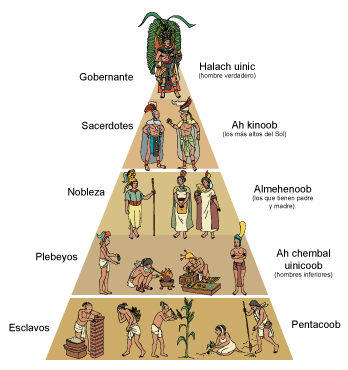 Halach uinic
(hombre verdadero)
Gobernante
Sacerdotes
Ah kinoob
(los más altos del Sol)
Nobleza
Almehenoob
(los que tienen padre
y madre).
Plebeyos
Ah chembal
uinicoob
(hombres inferiores)
Esclavos
Pentacoob